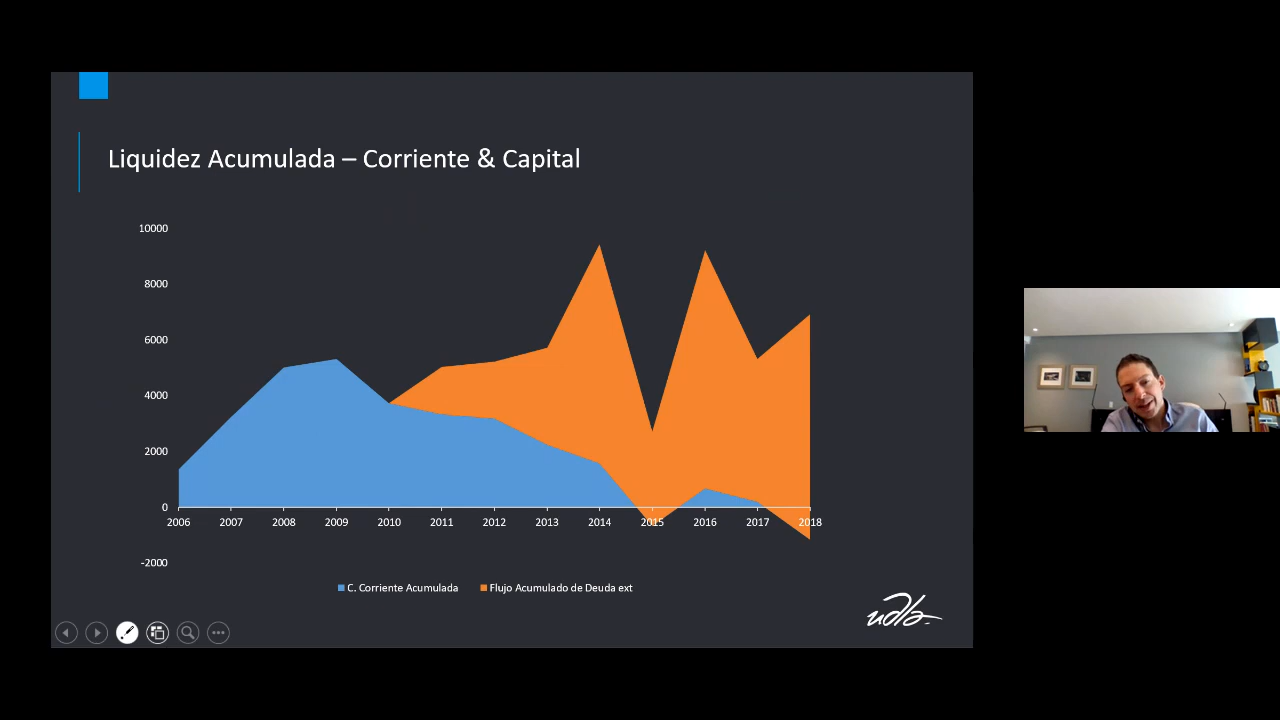 Liquidez Acumulada – Corriente & Capital
10000
8000
6000
4000
2000
0
-2000
2006 2007 2008 2009 2010 2011 2012 2013 2014 2015 2016 2017 2018
C. Corriente Acumulada Flujo Acumulado de Deuda ext
udla